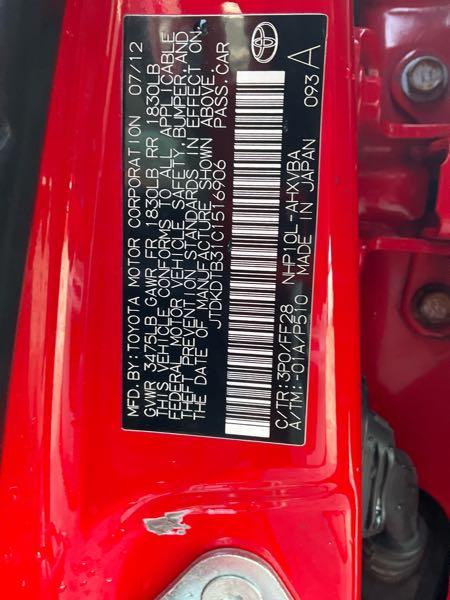 MFD. BY: TOYOTA MOTOR CORPORATION 07/12
GVWR 3475LB GAWR FR 1830LB RR 1830LB
THIS VEHICLE CONFORMS TO ALL APPLICABLE
FEDERAL MOTOR VEHICLE SAFETY, BUMPER, AND
THEFT PREVENTION STANDARDS IN EFFECT ON
THE DATE OF MANUFACTURE SHOWN ABOVE.
JTDKDTB31C1516906 PASS. CAR
C/TR: 3P0/FF28 NHP10L-AHXVBA 093 A
A/TM: -01A/P510 MADE IN JAPAN